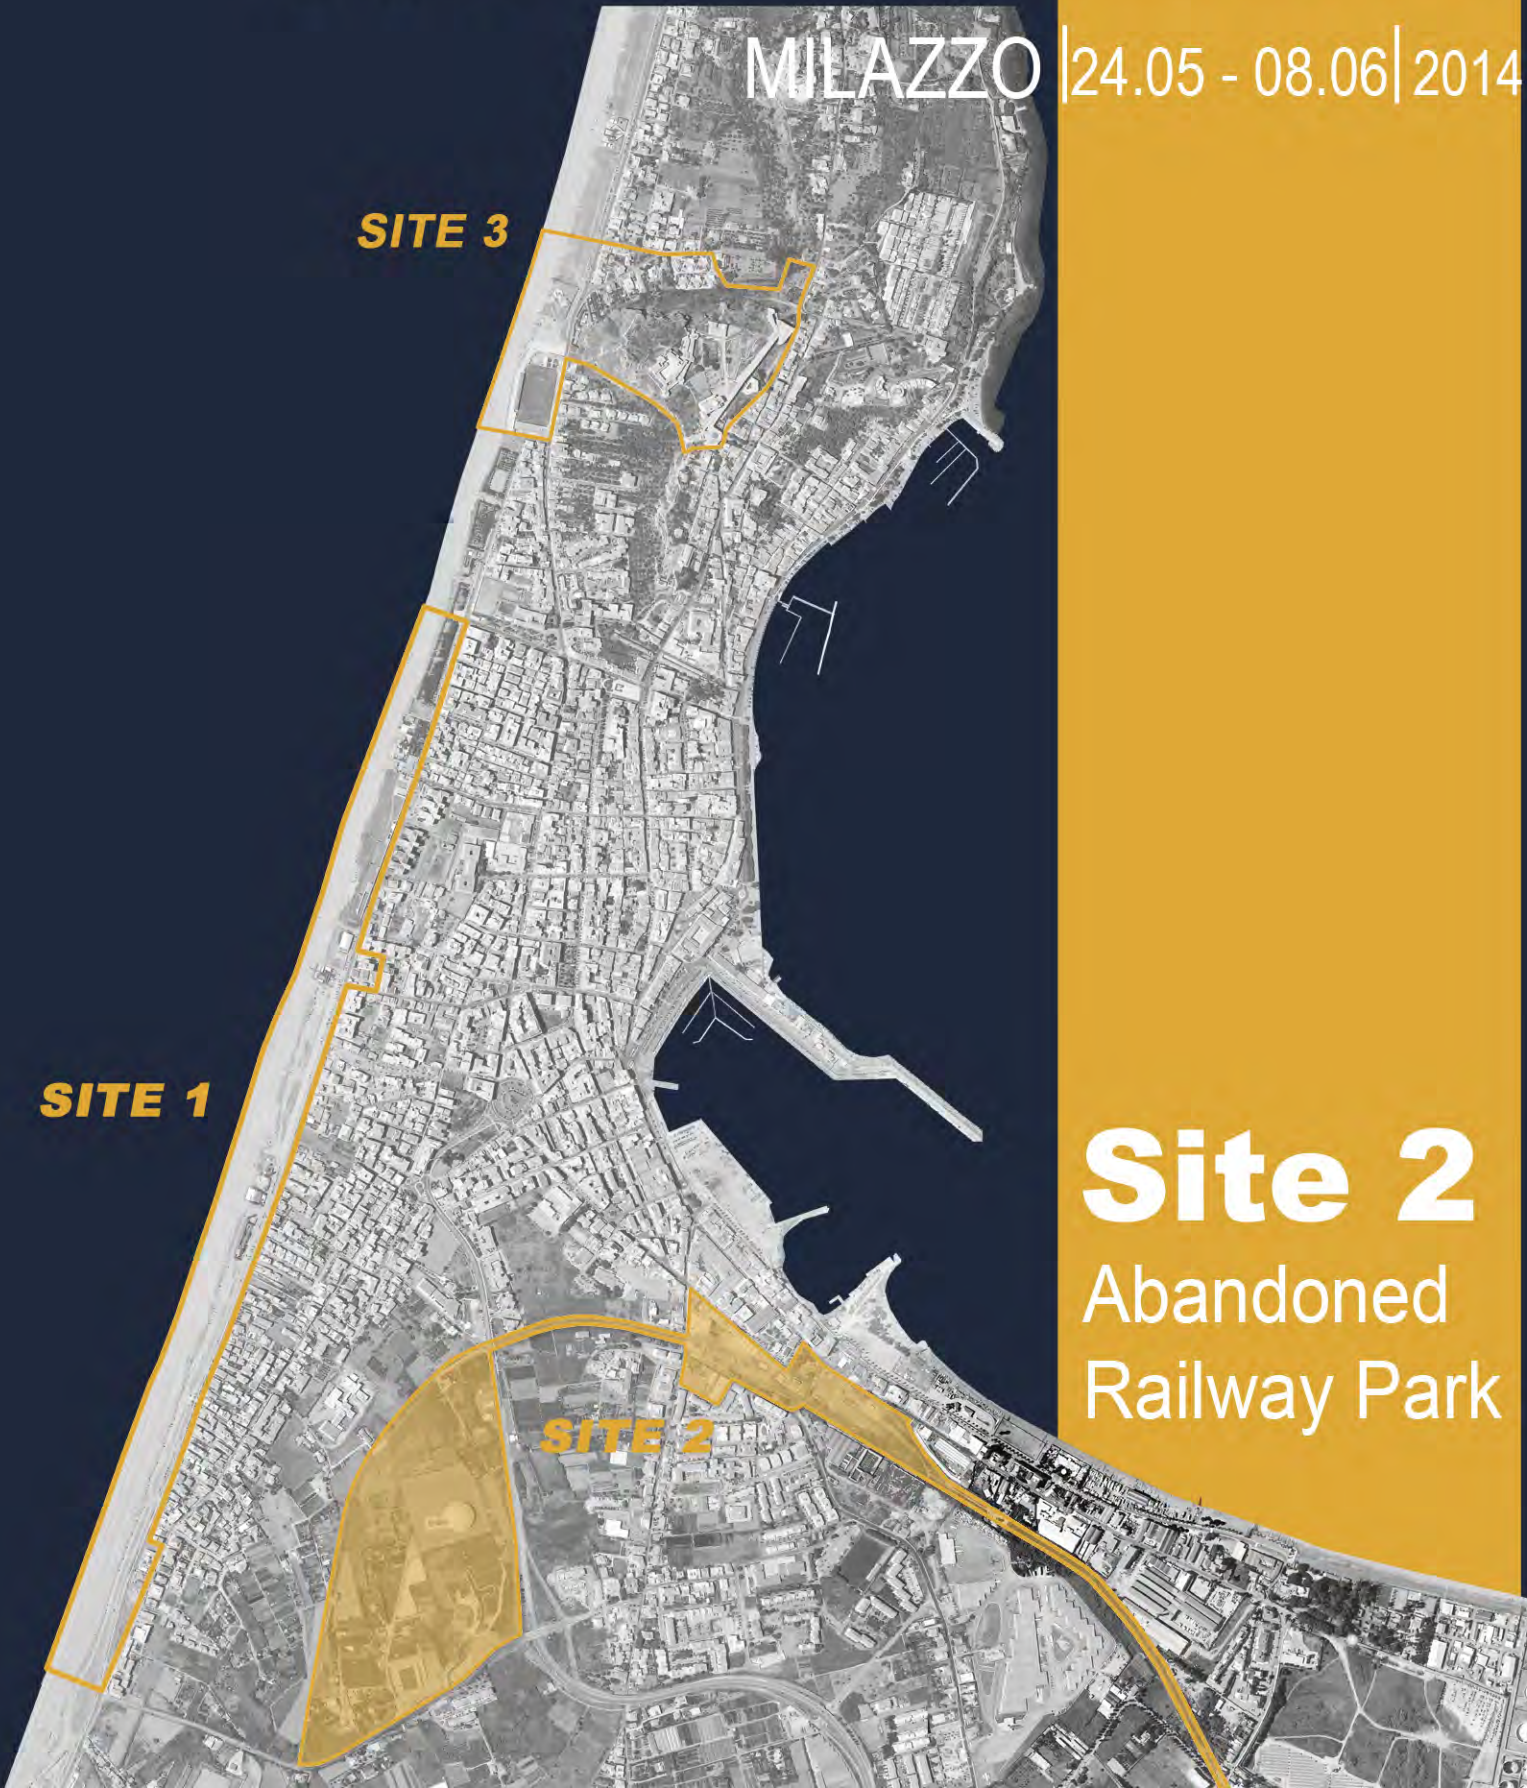 MILAZZO |24.05 - 08.06| 2014
SITE 3
SITE 1
Site 2
Abandoned
Railway Park
SITE 2